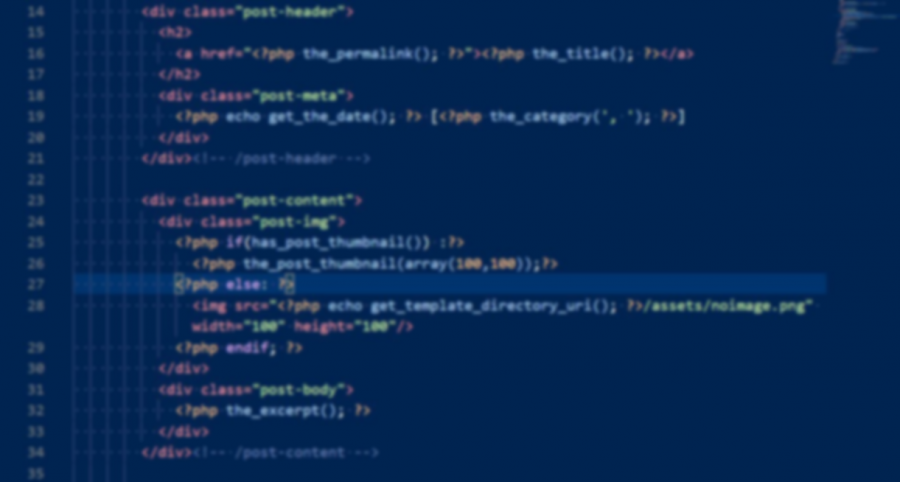 14 <div class="post-header">
15 <h2>
16 <a href="<?php the_permalink(); ?>"><?php the_title(); ?></a>
17 </h2>
18 <div class="post-meta">
19 <?php echo get_the_date(); ?> [<?php the_category(', '); ?>]
20 </div>
21 </div><!-- /post-header -->
22
23 <div class="post-content">
24 <div class="post-img">
25 <?php if(has_post_thumbnail()) :?>
26 <?php the_post_thumbnail(array(100,100));?>
27 <?php else: ?>
28 <img src="<?php echo get_template_directory_uri(); ?>/assets/noimage.png"
width="100" height="100"/>
29 <?php endif; ?>
30 </div>
31 <div class="post-body">
32 <?php the_excerpt(); ?>
33 </div>
34 </div><!-- /post-content -->
35